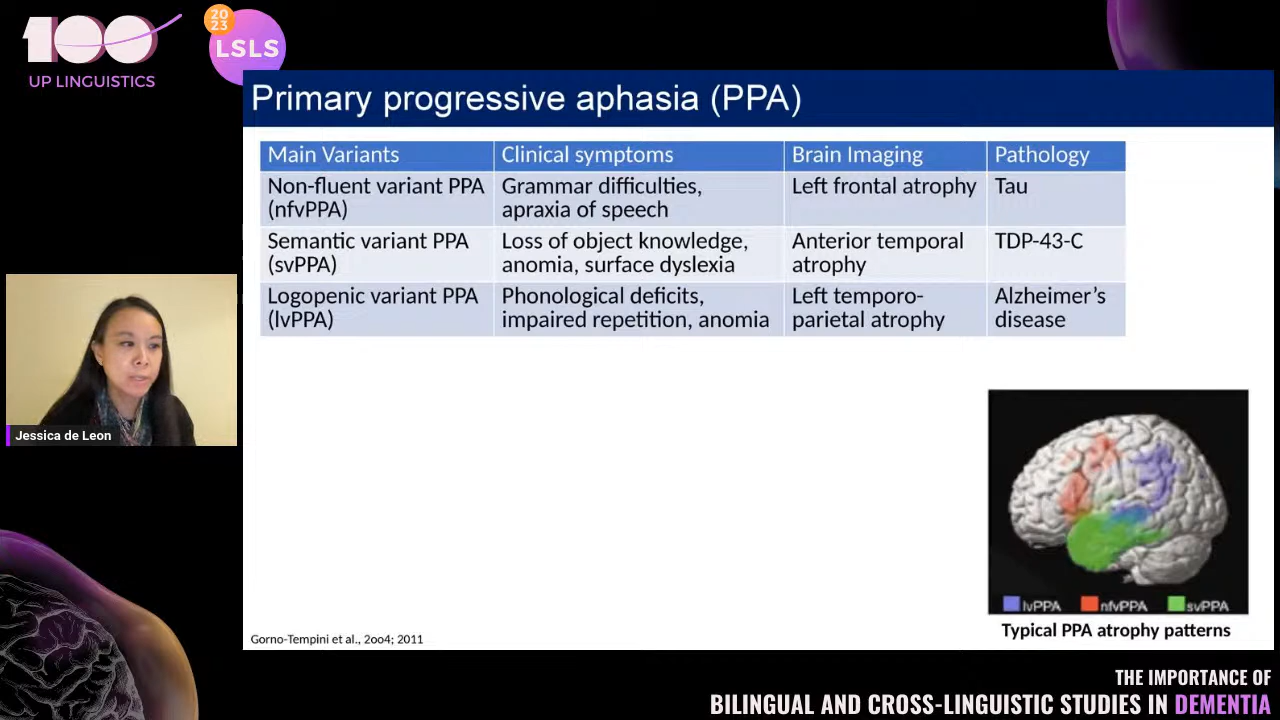 100
UP LINGUISTICS
20
23
LSLS
Primary progressive aphasia (PPA)
Main Variants
Clinical symptoms
Brain Imaging
Pathology
Non-fluent variant PPA
(nfvPPA)
Grammar difficulties,
apraxia of speech
Left frontal atrophy
Tau
Semantic variant PPA
(svPPA)
Loss of object knowledge,
anomia, surface dyslexia
Anterior temporal
atrophy
TDP-43-C
Logopenic variant PPA
(lvPPA)
Phonological deficits,
impaired repetition, anomia
Left temporo-
parietal atrophy
Alzheimer’s
disease
Jessica de Leon
lvPPA
nfvPPA
svPPA
Typical PPA atrophy patterns
Gorno-Tempini et al., 2oo4; 2011
THE IMPORTANCE OF
BILINGUAL AND CROSS-LINGUISTIC STUDIES IN DEMENTIA